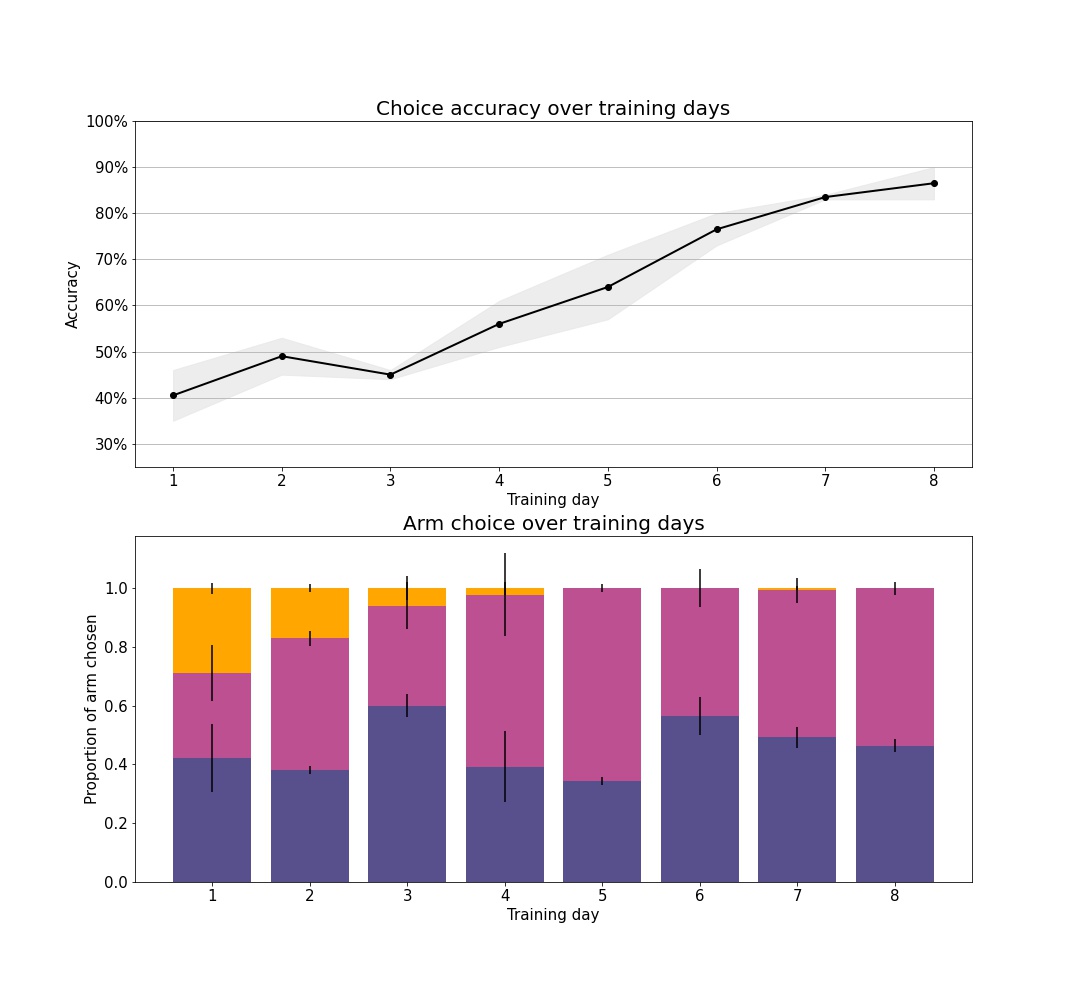 Choice accuracy over training days
100%
90%
80%
70%
60%
50%
40%
30%
Accuracy
1 2 3 4 5 6 7 8
Training day
Arm choice over training days
1.0
0.8
0.6
0.4
0.2
0.0
Proportion of arm chosen
1 2 3 4 5 6 7 8
Training day